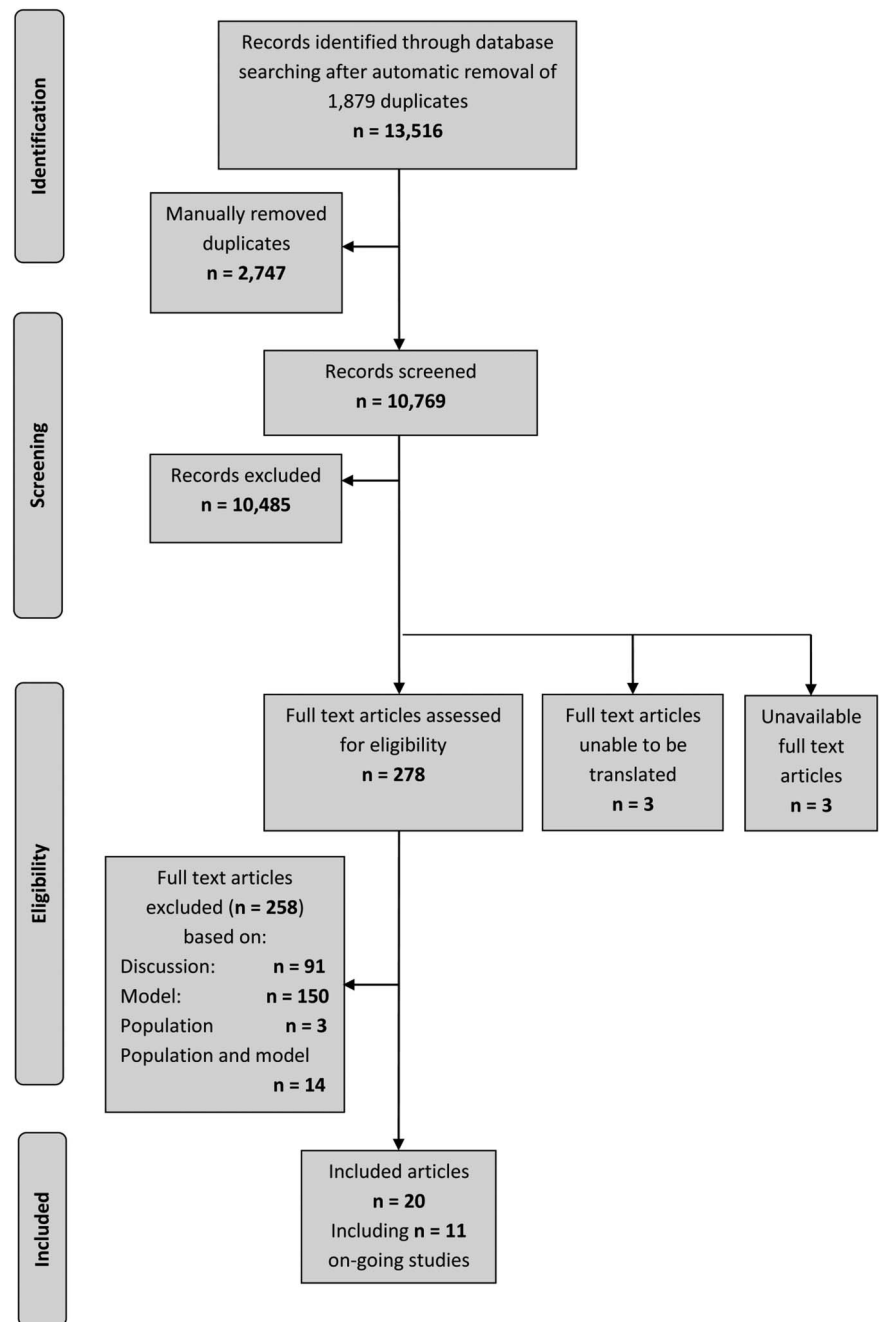 Identification
Records identified through database
searching after automatic removal of
1,879 duplicates
n = 13,516
Manually removed
duplicates
n = 2,747
Screening
Records screened
n = 10,769
Records excluded
n = 10,485
Eligibility
Full text articles assessed
for eligibility
n = 278
Full text articles
unable to be
translated
n = 3
Unavailable
full text
articles
n = 3
Full text articles
excluded (n = 258)
based on:
Discussion: n = 91
Model: n = 150
Population n = 3
Population and model
n = 14
Included
Included articles
n = 20
Including n = 11
on-going studies